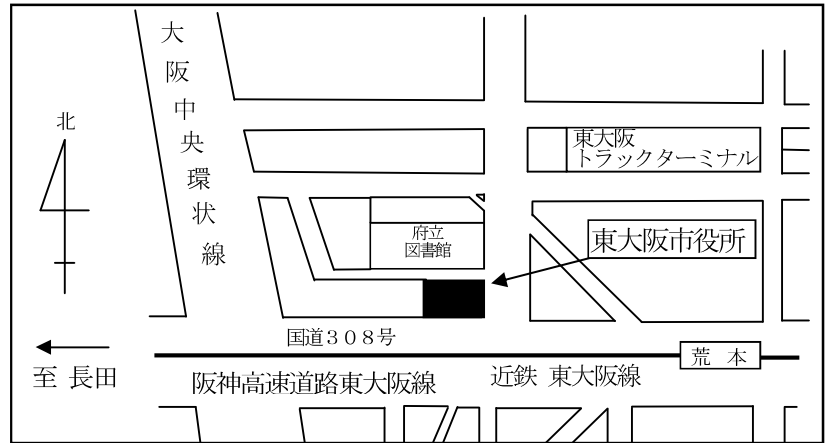 大阪中央環状線
北
東大阪
トラックターミナル
府立
図書館
東大阪市役所
国道３０８号
荒 本
至 長田
阪神高速道路東大阪線
近鉄 東大阪線